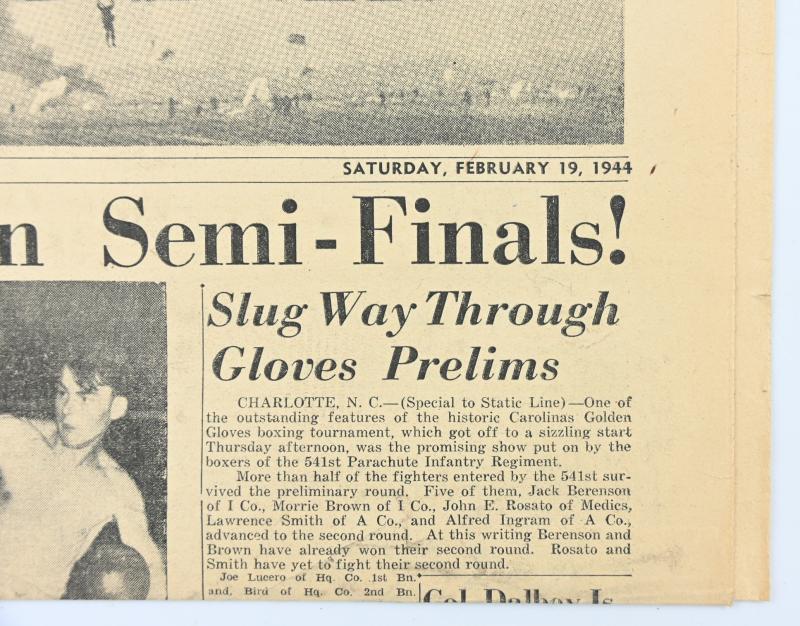 SATURDAY, FEBRUARY 19, 1944
n Semi-Finals!
Slug Way Through
Gloves Prelims
CHARLOTTE, N. C.—(Special to Static Line)—One of
the outstanding features of the historic Carolinas Golden
Gloves boxing tournament, which got off to a sizzling start
Thursday afternoon, was the promising show put on by the
boxers of the 541st Parachute Infantry Regiment.
More than half of the fighters entered by the 541st sur-
vived the preliminary round. Five of them, Jack Berenson
of I Co., Morrie Brown of I Co., John E. Rosato of Medics,
Lawrence Smith of A Co., and Alfred Ingram of A Co.,
advanced to the second round. At this writing Berenson and
Brown have already won their second round. Rosato and
Smith have yet to fight their second round.
Joe Lucero of Hq. Co. 1st Bn.
and, Bird of Hq. Co. 2nd Bn.
Col. Dalbey Is